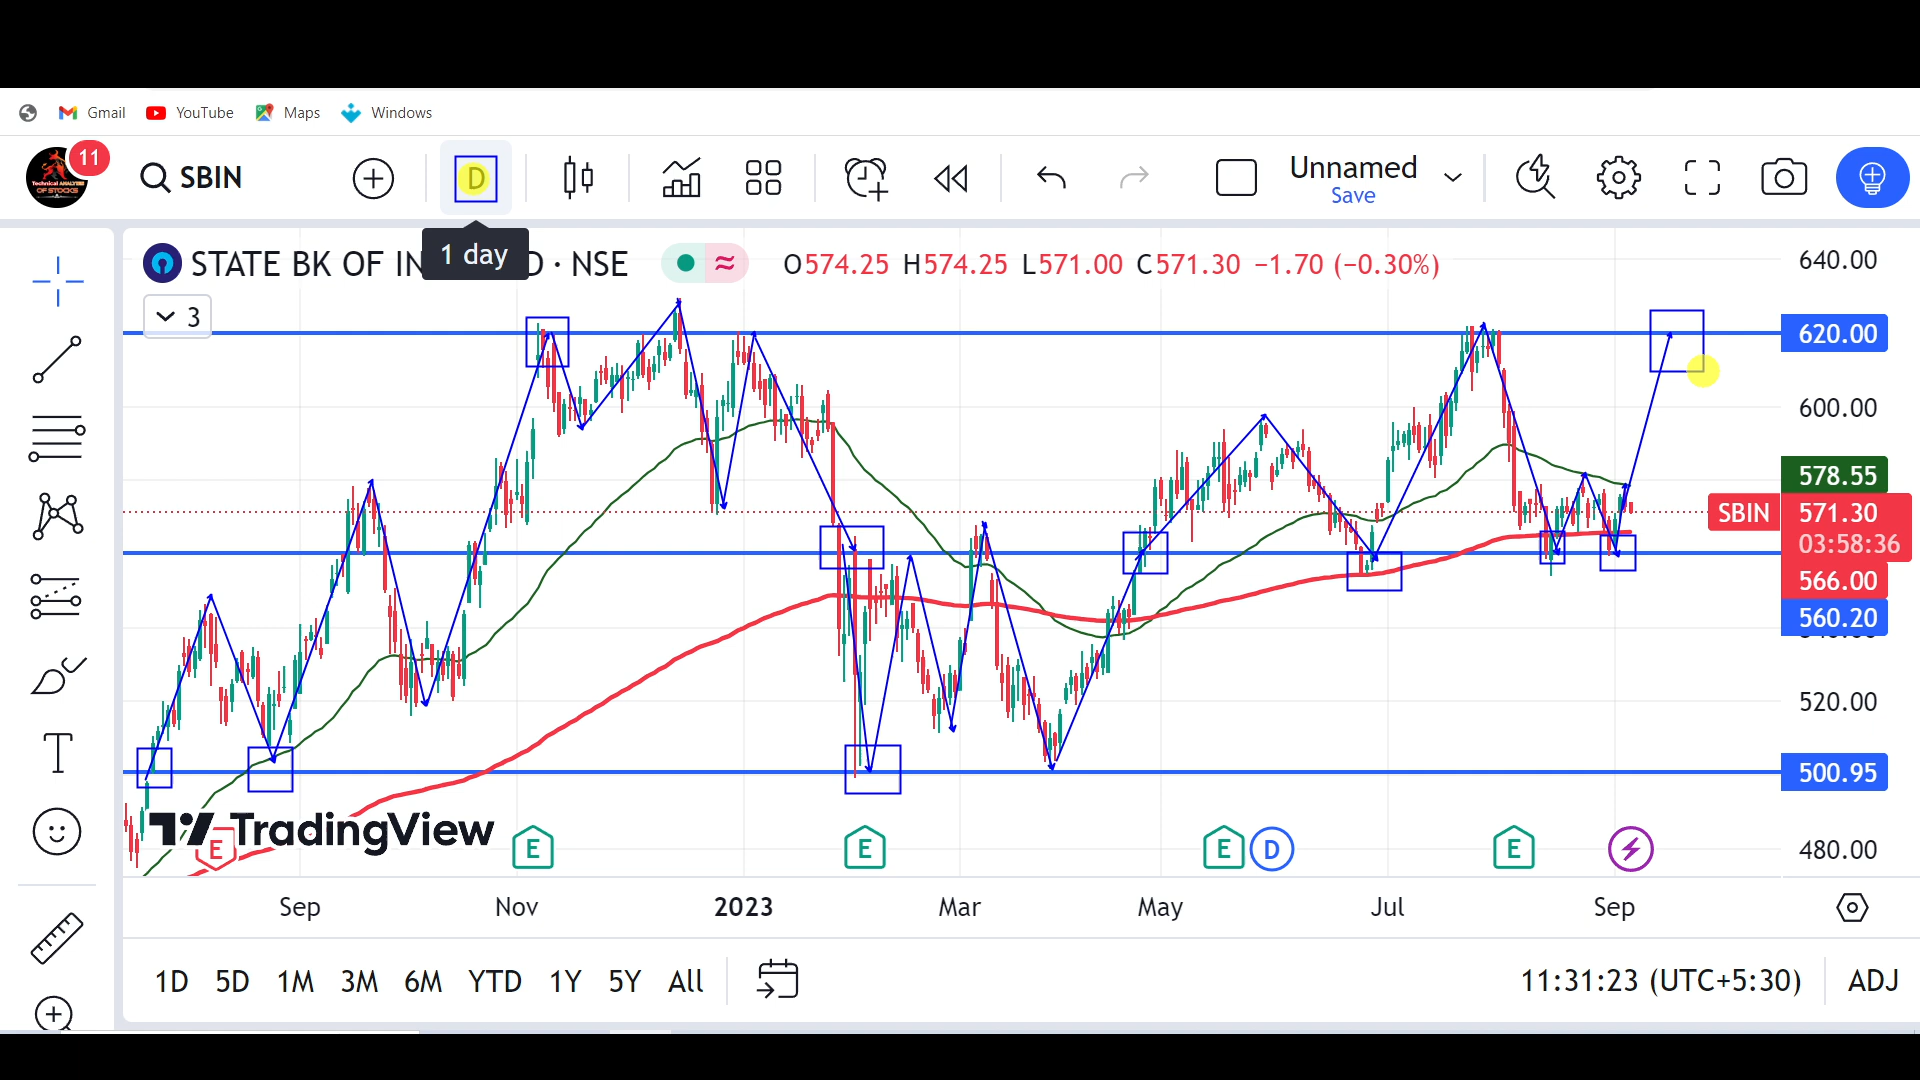 Gmail YouTube Maps Windows
11
SBIN D Unnamed
Save
1 day
STATE BK OF IN D · NSE O574.25 H574.25 L571.00 C571.30 −1.70 (−0.30%)
3
640.00
620.00
600.00
578.55
SBIN 571.30
03:58:36
566.00
560.20
520.00
500.95
480.00
TradingView
E E E E D E
Sep Nov 2023 Mar May Jul Sep
1D 5D 1M 3M 6M YTD 1Y 5Y All
11:31:23 (UTC+5:30) ADJ